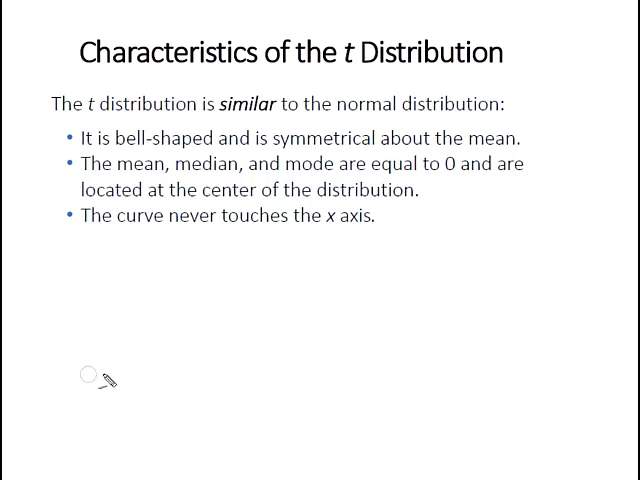 Characteristics of the t Distribution
The t distribution is similar to the normal distribution:
• It is bell-shaped and is symmetrical about the mean.
• The mean, median, and mode are equal to 0 and are
located at the center of the distribution.
• The curve never touches the x axis.